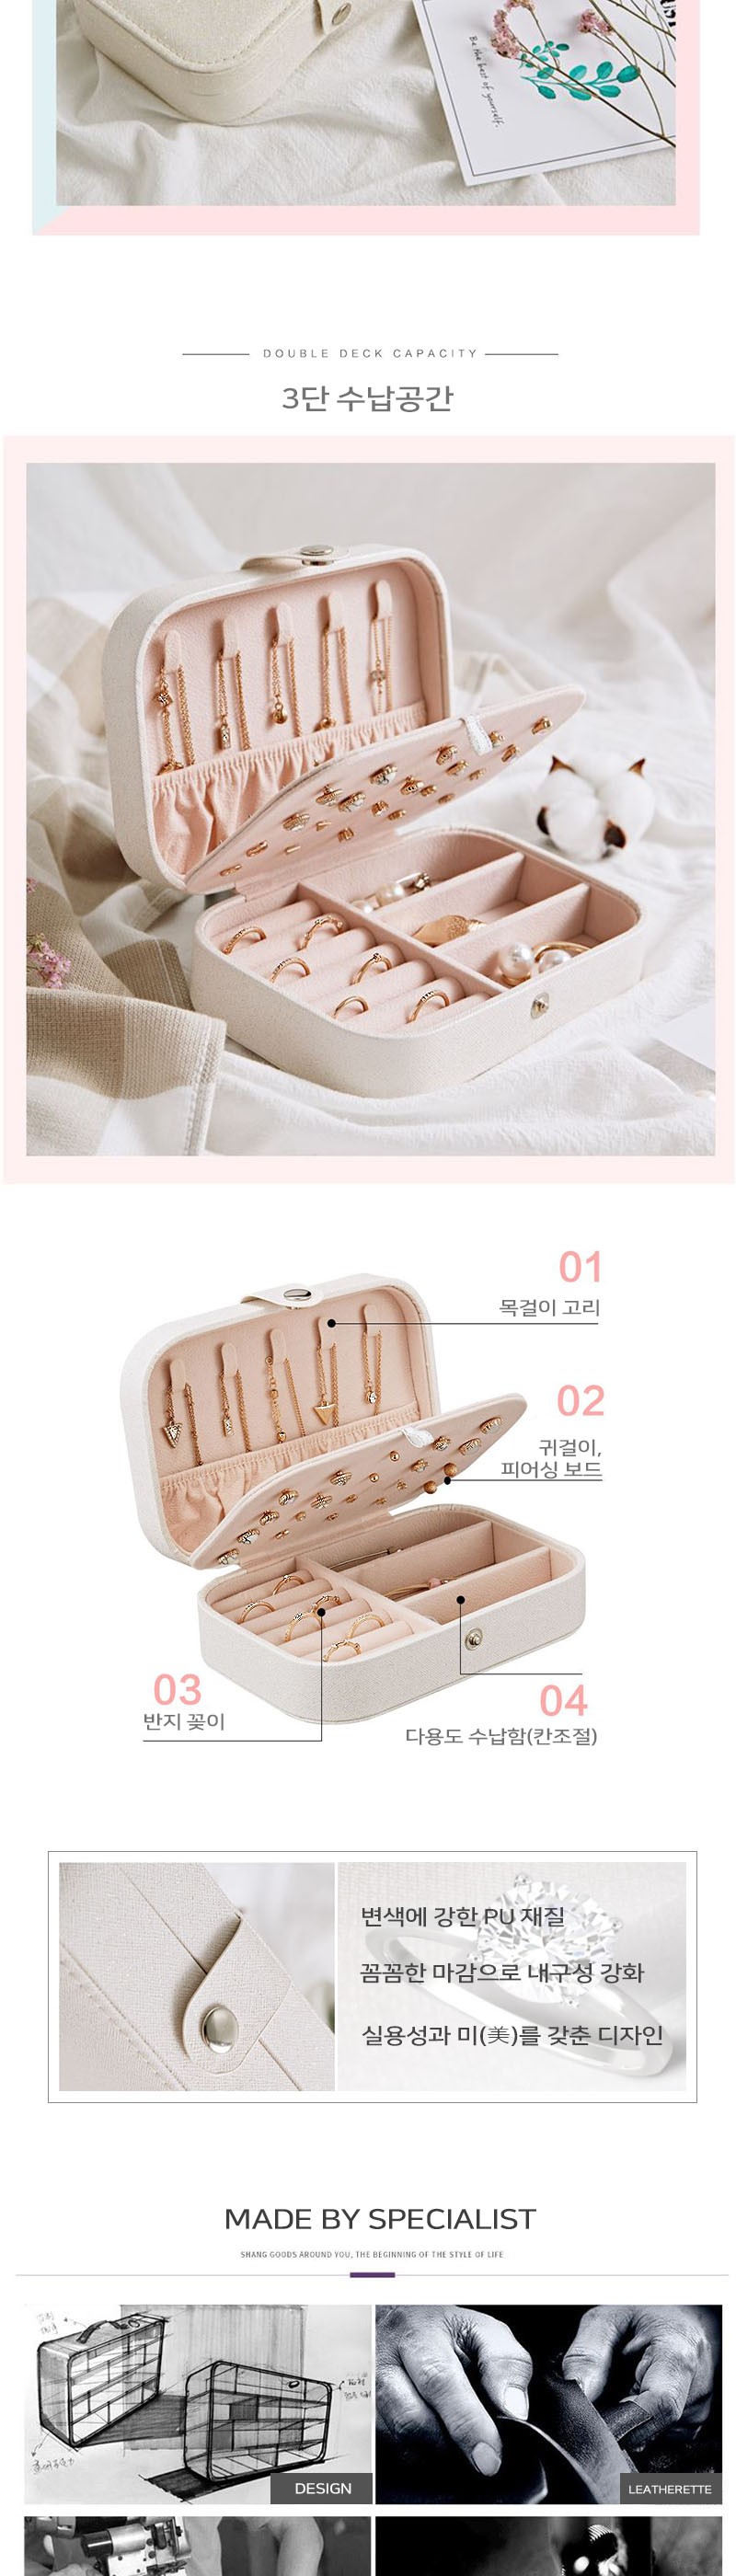 Be the best of yourself.
DOUBLE DECK CAPACITY
3단 수납공간
01
목걸이 고리
02
귀걸이,
피어싱 보드
03
반지 꽂이
04
다용도 수납함(칸조절)
변색에 강한 PU 재질
꼼꼼한 마감으로 내구성 강화
실용성과 미(美)를 갖춘 디자인
MADE BY SPECIALIST
SHANG GOODS AROUND YOU, THE BEGINNING OF THE STYLE OF LIFE
DESIGN
LEATHERETTE